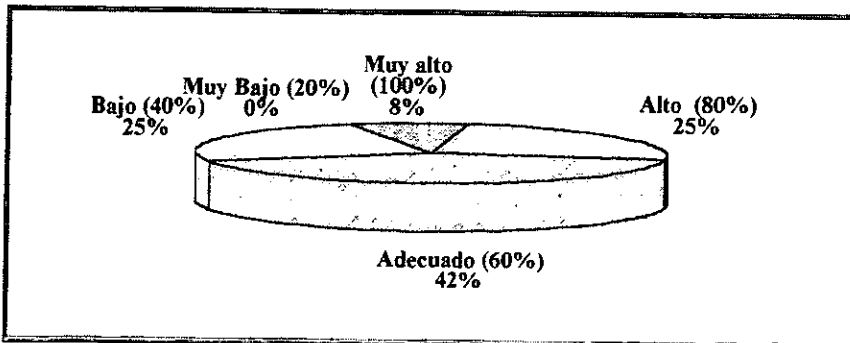 Muy alto
(100%)
8%
Muy Bajo (20%)
0%
Bajo (40%)
25%
Alto (80%)
25%
Adecuado (60%)
42%